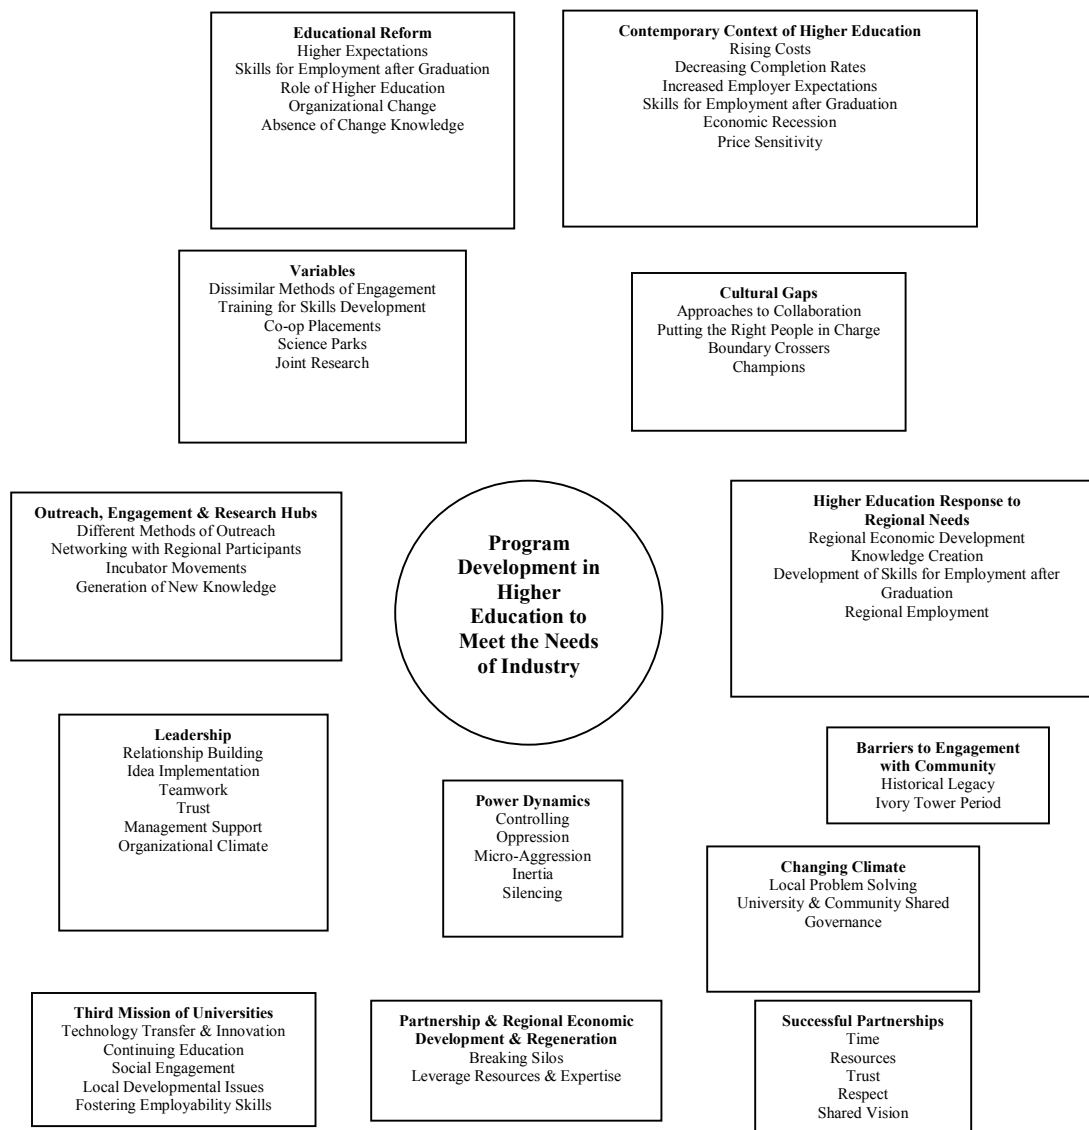 Educational Reform
Higher Expectations
Skills for Employment after Graduation
Role of Higher Education
Organizational Change
Absence of Change Knowledge
Contemporary Context of Higher Education
Rising Costs
Decreasing Completion Rates
Increased Employer Expectations
Skills for Employment after Graduation
Economic Recession
Price Sensitivity
Variables
Dissimilar Methods of Engagement
Training for Skills Development
Co-op Placements
Science Parks
Joint Research
Cultural Gaps
Approaches to Collaboration
Putting the Right People in Charge
Boundary Crossers
Champions
Outreach, Engagement & Research Hubs
Different Methods of Outreach
Networking with Regional Participants
Incubator Movements
Generation of New Knowledge
Program
Development in
Higher
Education to
Meet the Needs
of Industry
Higher Education Response to
Regional Needs
Regional Economic Development
Knowledge Creation
Development of Skills for Employment after
Graduation
Regional Employment
Leadership
Relationship Building
Idea Implementation
Teamwork
Trust
Management Support
Organizational Climate
Power Dynamics
Controlling
Oppression
Micro-Aggression
Inertia
Silencing
Barriers to Engagement
with Community
Historical Legacy
Ivory Tower Period
Changing Climate
Local Problem Solving
University & Community Shared
Governance
Third Mission of Universities
Technology Transfer & Innovation
Continuing Education
Social Engagement
Local Developmental Issues
Fostering Employability Skills
Partnership & Regional Economic
Development & Regeneration
Breaking Silos
Leverage Resources & Expertise
Successful Partnerships
Time
Resources
Trust
Respect
Shared Vision